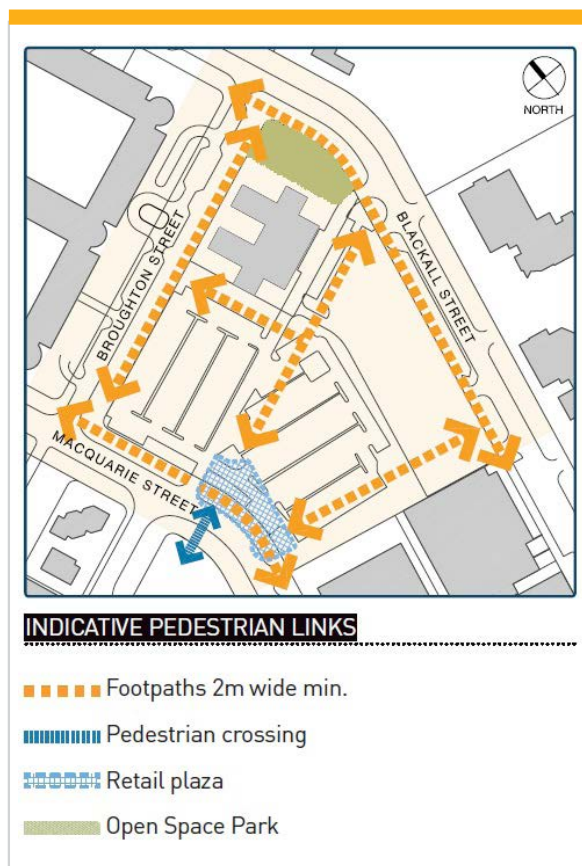 NORTH
BROUGHTON STREET
BLACKALL STREET
MACQUARIE STREET
INDICATIVE PEDESTRIAN LINKS
Footpaths 2m wide min.
Pedestrian crossing
Retail plaza
Open Space Park